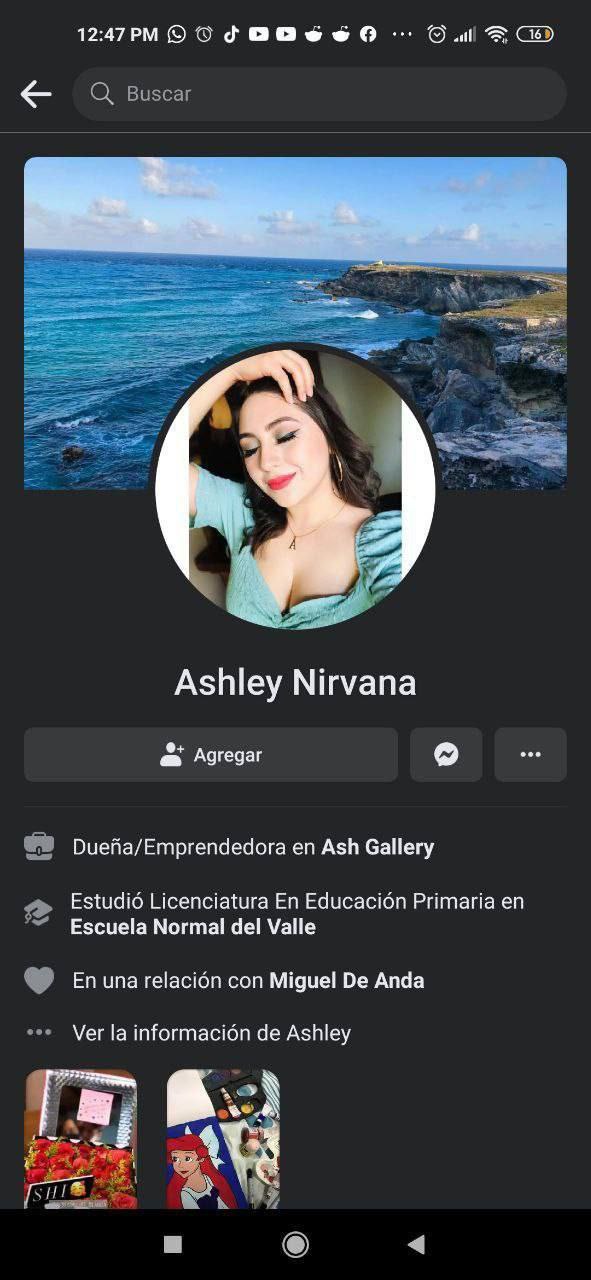 12:47 PM
16
Buscar
A
Ashley Nirvana
Agregar
Dueña/Emprendedora en Ash Gallery
Estudió Licenciatura En Educación Primaria en
Escuela Normal del Valle
En una relación con Miguel De Anda
Ver la información de Ashley
SHI